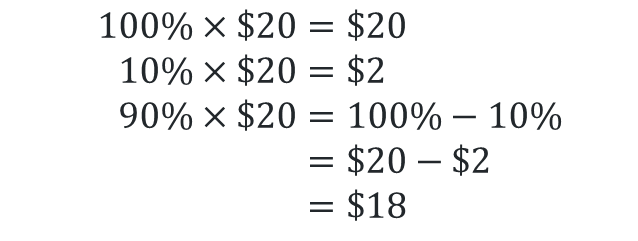 100% × $20 = $20
10% × $20 = $2
90% × $20 = 100% − 10%
= $20 − $2
= $18